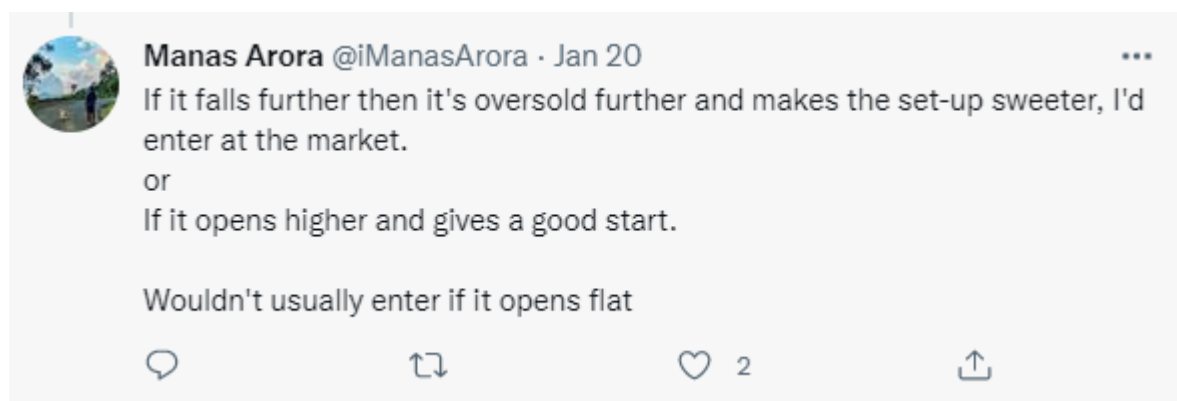 Manas Arora @iManasArora · Jan 20
If it falls further then it's oversold further and makes the set-up sweeter, I'd
enter at the market.
or
If it opens higher and gives a good start.
Wouldn't usually enter if it opens flat
2